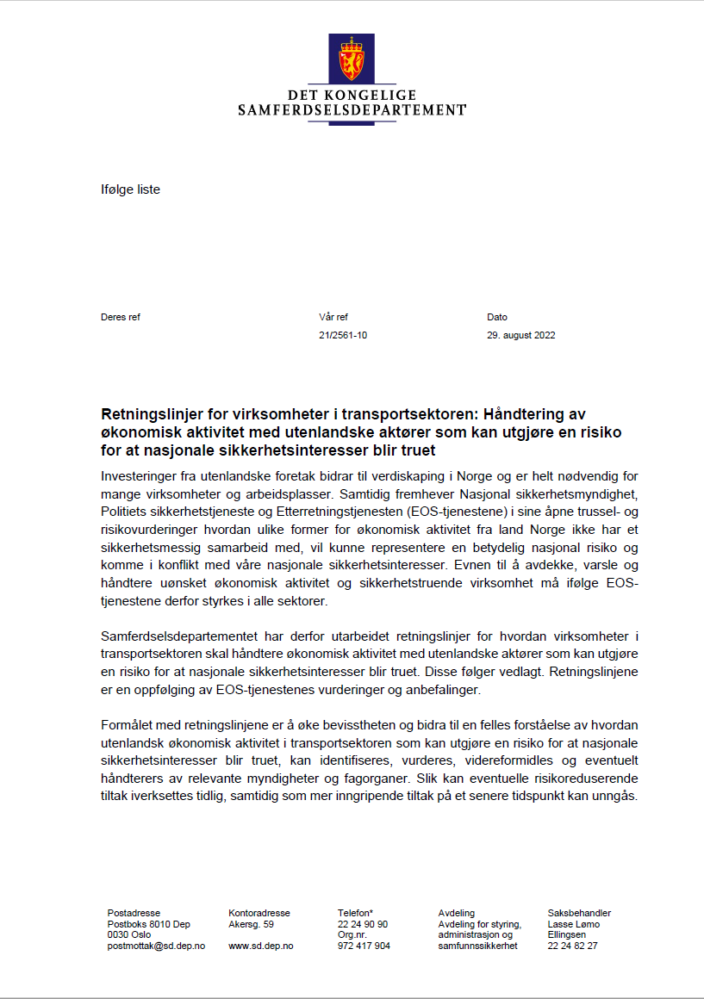 DET KONGELIGE
SAMFERDSELSDEPARTEMENT
Ifølge liste
Deres ref
Vår ref
Dato
21/2561-10
29. august 2022
Retningslinjer for virksomheter i transportsektoren: Håndtering av
økonomisk aktivitet med utenlandske aktører som kan utgjøre en risiko
for at nasjonale sikkerhetsinteresser blir truet
Investeringer fra utenlandske foretak bidrar til verdiskaping i Norge og er helt nødvendig for
mange virksomheter og arbeidsplasser. Samtidig fremhever Nasjonal sikkerhetsmyndighet,
Politiets sikkerhetstjeneste og Etterretningstjenesten (EOS-tjenestene) i sine åpne trussel- og
risikovurderinger hvordan ulike former for økonomisk aktivitet fra land Norge ikke har et
sikkerhetsmessig samarbeid med, vil kunne representere en betydelig nasjonal risiko og
komme i konflikt med våre nasjonale sikkerhetsinteresser. Evnen til å avdekke, varsle og
håndtere uønsket økonomisk aktivitet og sikkerhetstruende virksomhet må ifølge EOS-
tjenestene derfor styrkes i alle sektorer.
Samferdselsdepartementet har derfor utarbeidet retningslinjer for hvordan virksomheter i
transportsektoren skal håndtere økonomisk aktivitet med utenlandske aktører som kan utgjøre
en risiko for at nasjonale sikkerhetsinteresser blir truet. Disse følger vedlagt. Retningslinjene
er en oppfølging av EOS-tjenestenes vurderinger og anbefalinger.
Formålet med retningslinjene er å øke bevisstheten og bidra til en felles forståelse av hvordan
utenlandsk økonomisk aktivitet i transportsektoren som kan utgjøre en risiko for at nasjonale
sikkerhetsinteresser blir truet, kan identifiseres, vurderes, videreformidles og eventuelt
håndterers av relevante myndigheter og fagorganer. Slik kan eventuelle risikoreduserende
tiltak iverksettes tidlig, samtidig som mer inngripende tiltak på et senere tidspunkt kan unngås.
Postadresse
Postboks 8010 Dep
0030 Oslo
postmottak@sd.dep.no
Kontoradresse
Akersg. 59
www.sd.dep.no
Telefon*
22 24 90 90
Org.nr.
972 417 904
Avdeling
Avdeling for styring,
administrasjon og
samfunnssikkerhet
Saksbehandler
Lasse Lømo
Ellingsen
22 24 82 27